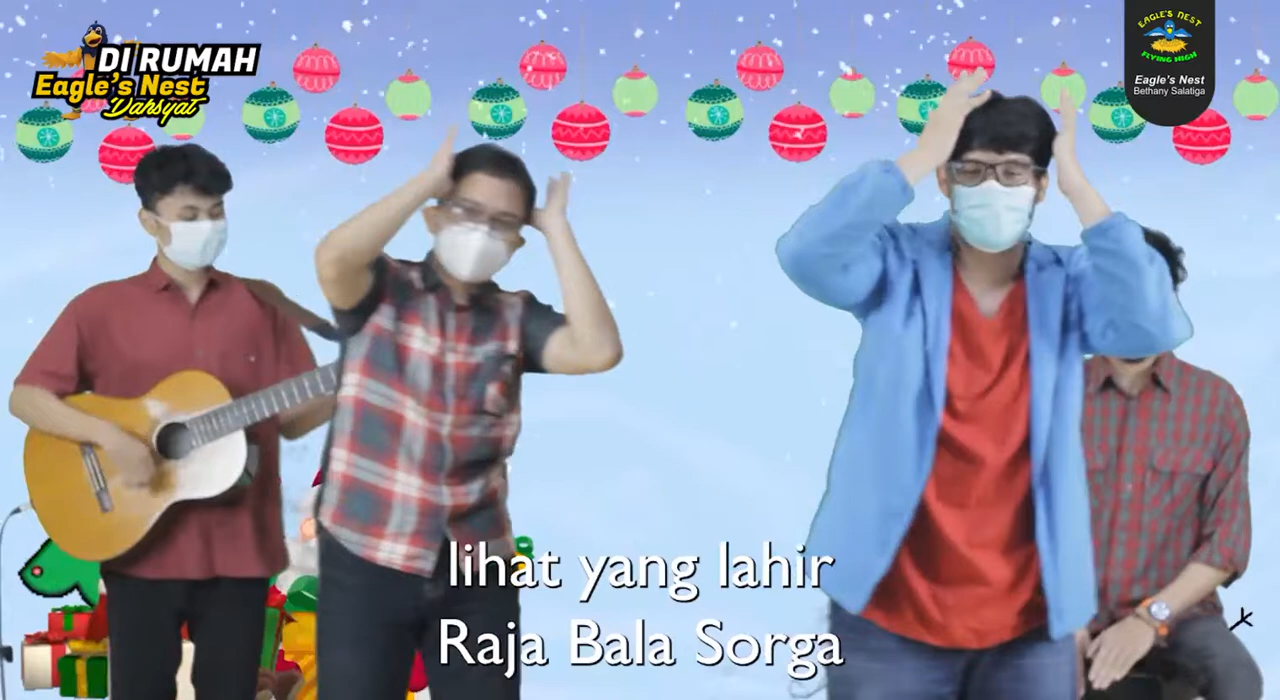 DI RUMAH
Eagle's Nest
Dahsyat
EAGLE'S NEST
FLYING HIGH
Eagle's Nest
Bethany Salatiga
lihat yang lahir
Raja Bala Sorga